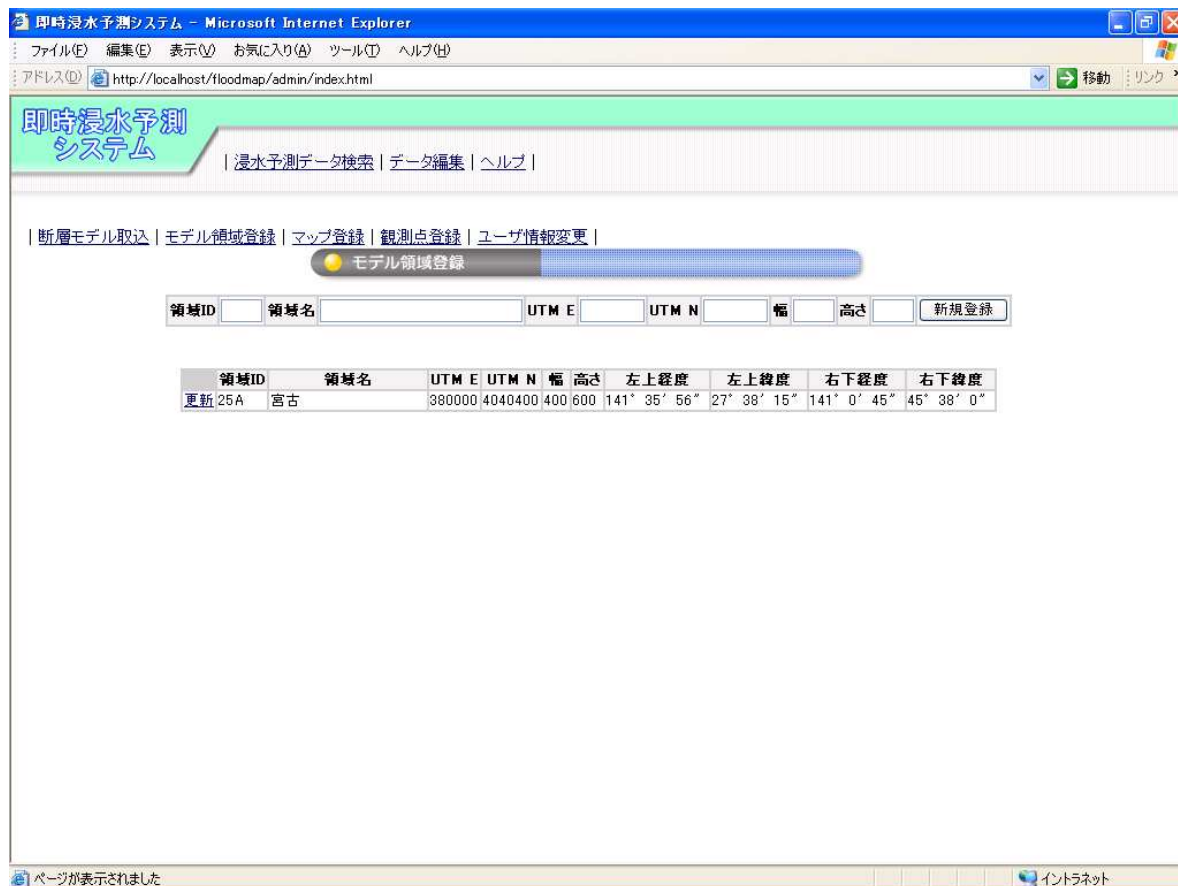 即時浸水予測システム - Microsoft Internet Explorer
ファイル(F) 編集(E) 表示(V) お気に入り(A) ツール(T) ヘルプ(H)
アドレス(D) http://localhost/floodmap/admin/index.html 移動 リンク »
即時浸水予測
システム
| 浸水予測データ検索 | データ編集 | ヘルプ |
| 断層モデル取込 | モデル領域登録 | マップ登録 | 観測点登録 | ユーザ情報変更 |
モデル領域登録
領域ID 領域名 UTM E UTM N 幅 高さ 新規登録
領域ID 領域名 UTM E UTM N 幅 高さ 左上経度 左上緯度 右下経度 右下緯度
更新 25A 宮古 380000 4040400 400 600 141° 35′ 56″ 27° 38′ 15″ 141° 0′ 45″ 45° 38′ 0″
ページが表示されました イントラネット